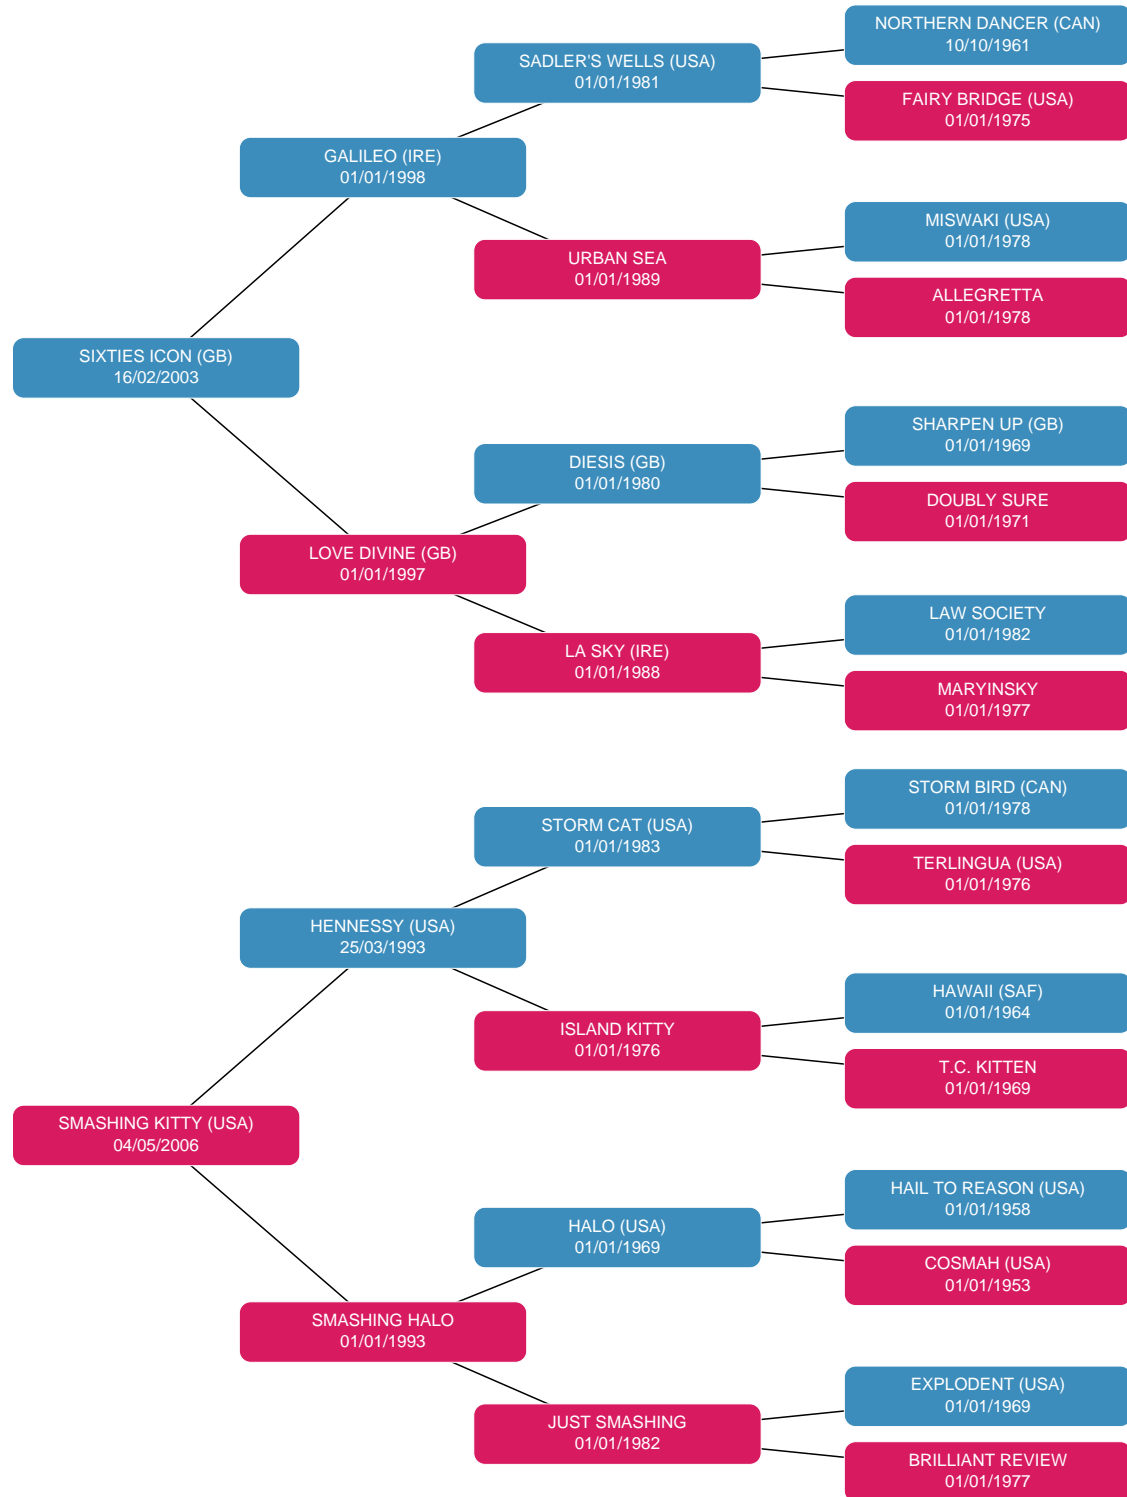 NORTHERN DANCER (CAN)
10/10/1961
SADLER'S WELLS (USA)
01/01/1981
FAIRY BRIDGE (USA)
01/01/1975
GALILEO (IRE)
01/01/1998
MISWAKI (USA)
01/01/1978
URBAN SEA
01/01/1989
ALLEGRETTA
01/01/1978
SIXTIES ICON (GB)
16/02/2003
SHARPEN UP (GB)
01/01/1969
DIESIS (GB)
01/01/1980
DOUBLY SURE
01/01/1971
LOVE DIVINE (GB)
01/01/1997
LAW SOCIETY
01/01/1982
LA SKY (IRE)
01/01/1988
MARYINSKY
01/01/1977
STORM BIRD (CAN)
01/01/1978
STORM CAT (USA)
01/01/1983
TERLINGUA (USA)
01/01/1976
HENNESSY (USA)
25/03/1993
HAWAII (SAF)
01/01/1964
ISLAND KITTY
01/01/1976
T.C. KITTEN
01/01/1969
SMASHING KITTY (USA)
04/05/2006
HAIL TO REASON (USA)
01/01/1958
HALO (USA)
01/01/1969
COSMAH (USA)
01/01/1953
SMASHING HALO
01/01/1993
EXPLODENT (USA)
01/01/1969
JUST SMASHING
01/01/1982
BRILLIANT REVIEW
01/01/1977